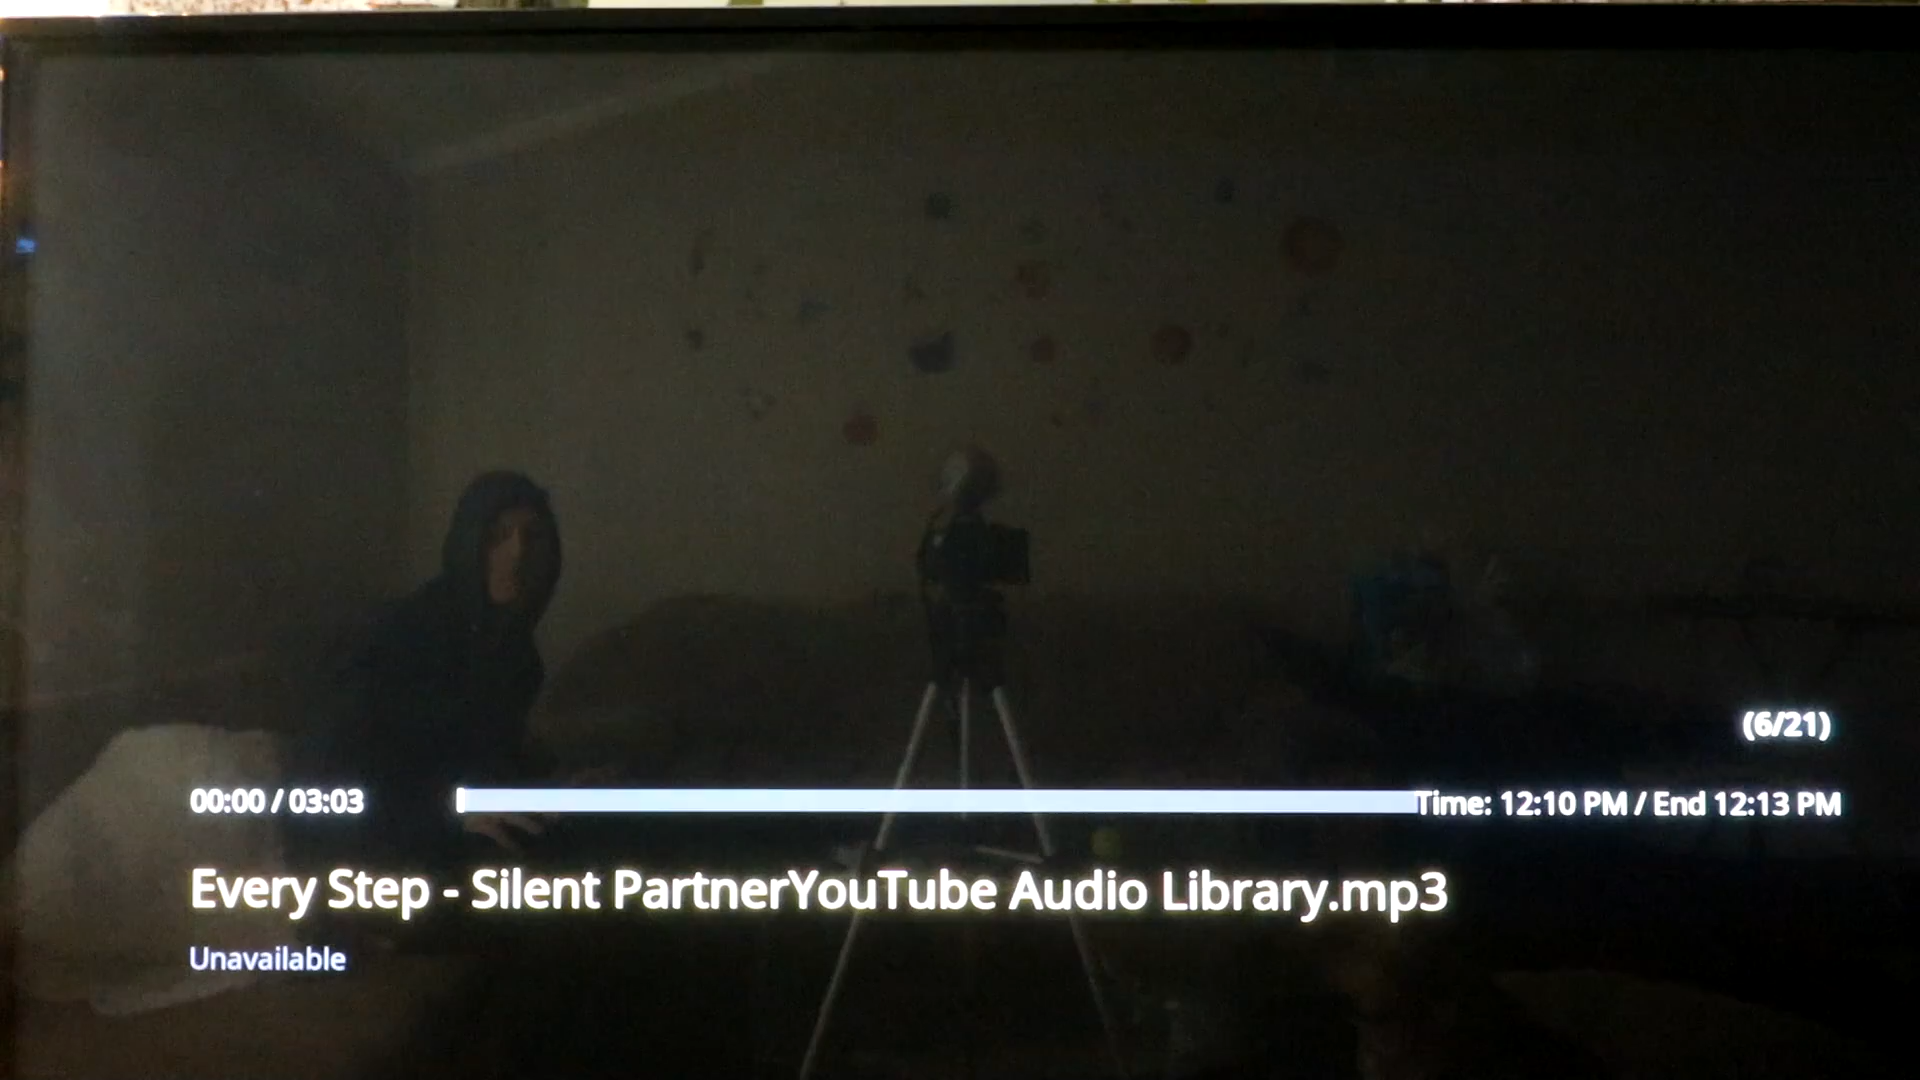 (6/21)
00:00 / 03:03
Time: 12:10 PM / End 12:13 PM
Every Step - Silent PartnerYouTube Audio Library.mp3
Unavailable